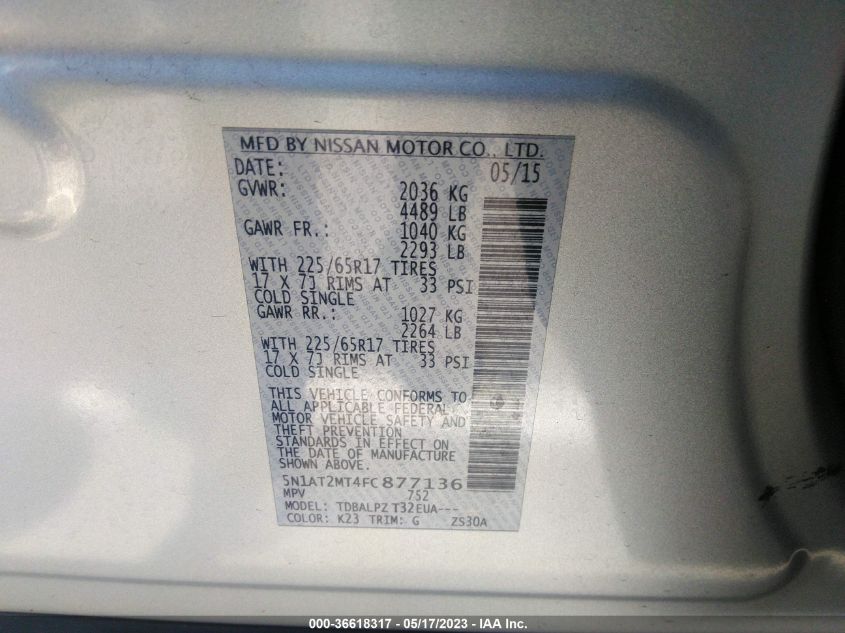 MFD BY NISSAN MOTOR CO., LTD.
DATE: 05/15
GVWR: 2036 KG
4489 LB
GAWR FR.: 1040 KG
2293 LB
WITH 225/65R17 TIRES
17 X 7J RIMS AT 33 PSI
COLD SINGLE
GAWR RR.: 1027 KG
2264 LB
WITH 225/65R17 TIRES
17 X 7J RIMS AT 33 PSI
COLD SINGLE
THIS VEHICLE CONFORMS TO
ALL APPLICABLE FEDERAL
MOTOR VEHICLE SAFETY AND
THEFT PREVENTION
STANDARDS IN EFFECT ON
THE DATE OF MANUFACTURE
SHOWN ABOVE.
5N1AT2MT4FC877136
MPV 752
MODEL: TDBALPZ T32EUA---
COLOR: K23 TRIM: G ZS30A
000-36618317 - 05/17/2023 - IAA Inc.